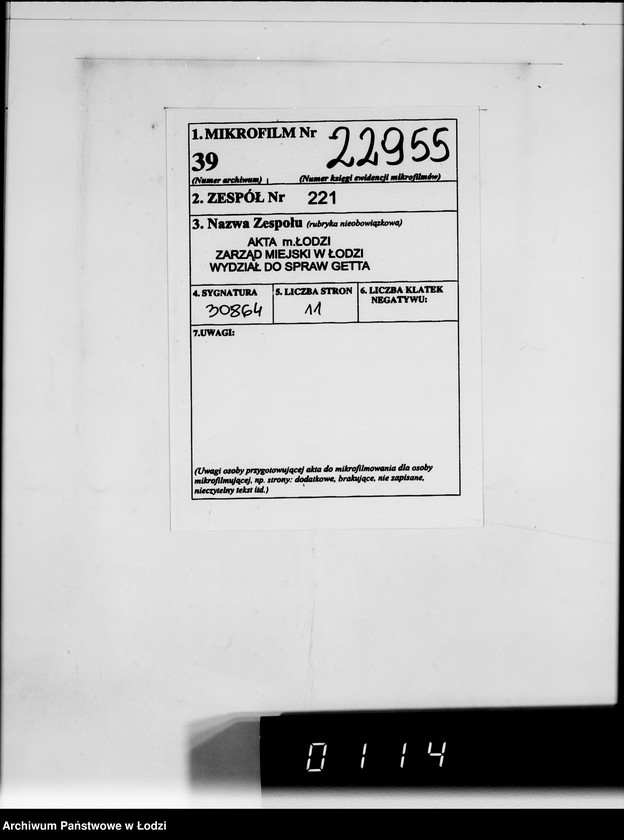 1. MIKROFILM Nr 22955
39
(Numer archiwum) (Numer księgi ewidencji mikrofilmów)
2. ZESPÓŁ Nr 221
3. Nazwa Zespołu (rubryka nieobowiązkowa)
AKTA m.ŁODZI
ZARZĄD MIEJSKI W ŁODZI
WYDZIAŁ DO SPRAW GETTA
4. SYGNATURA 5. LICZBA STRON 6. LICZBA KLATEK
NEGATYWU:
30864 11
7.UWAGI:
(Uwagi osoby przygotowującej akta do mikrofilmowania dla osoby
mikrofilmującej, np. strony: dodatkowe, brakujące, nie zapisane,
nieczytelny tekst itd.)
0114
Archiwum Państwowe w Łodzi